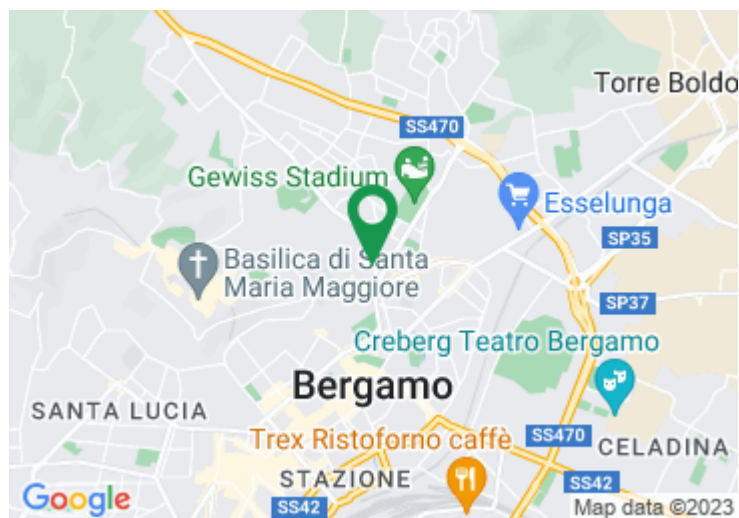 Torre Boldo
SS470
Gewiss Stadium
Esselunga
SP35
Basilica di Santa
Maria Maggiore
SP37
Creberg Teatro Bergamo
Bergamo
SANTA LUCIA
Trex Ristoforno caffè
SS470
CELADINA
STAZIONE
SS42
SS42
Google
Map data ©2023